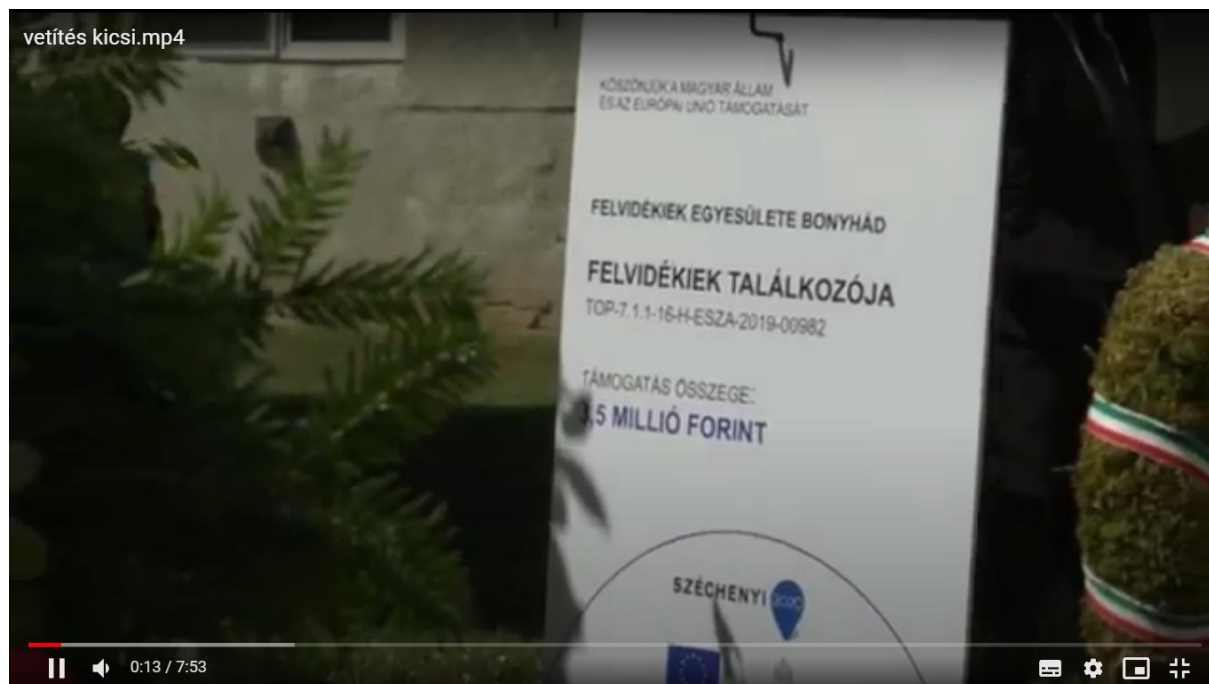 vetítés kicsi.mp4
KÖSZÖNJÜK A MAGYAR ÁLLAM
ÉS AZ EURÓPAI UNIÓ TÁMOGATÁSÁT
FELVIDÉKIEK EGYESÜLETE BONYHÁD
FELVIDÉKIEK TALÁLKOZÓJA
TOP-7.1.1-16-H-ESZA-2019-00982
TÁMOGATÁS ÖSSZEGE:
MILLIÓ FORINT
SZÉCHENYI 2020
0:13 / 7:53